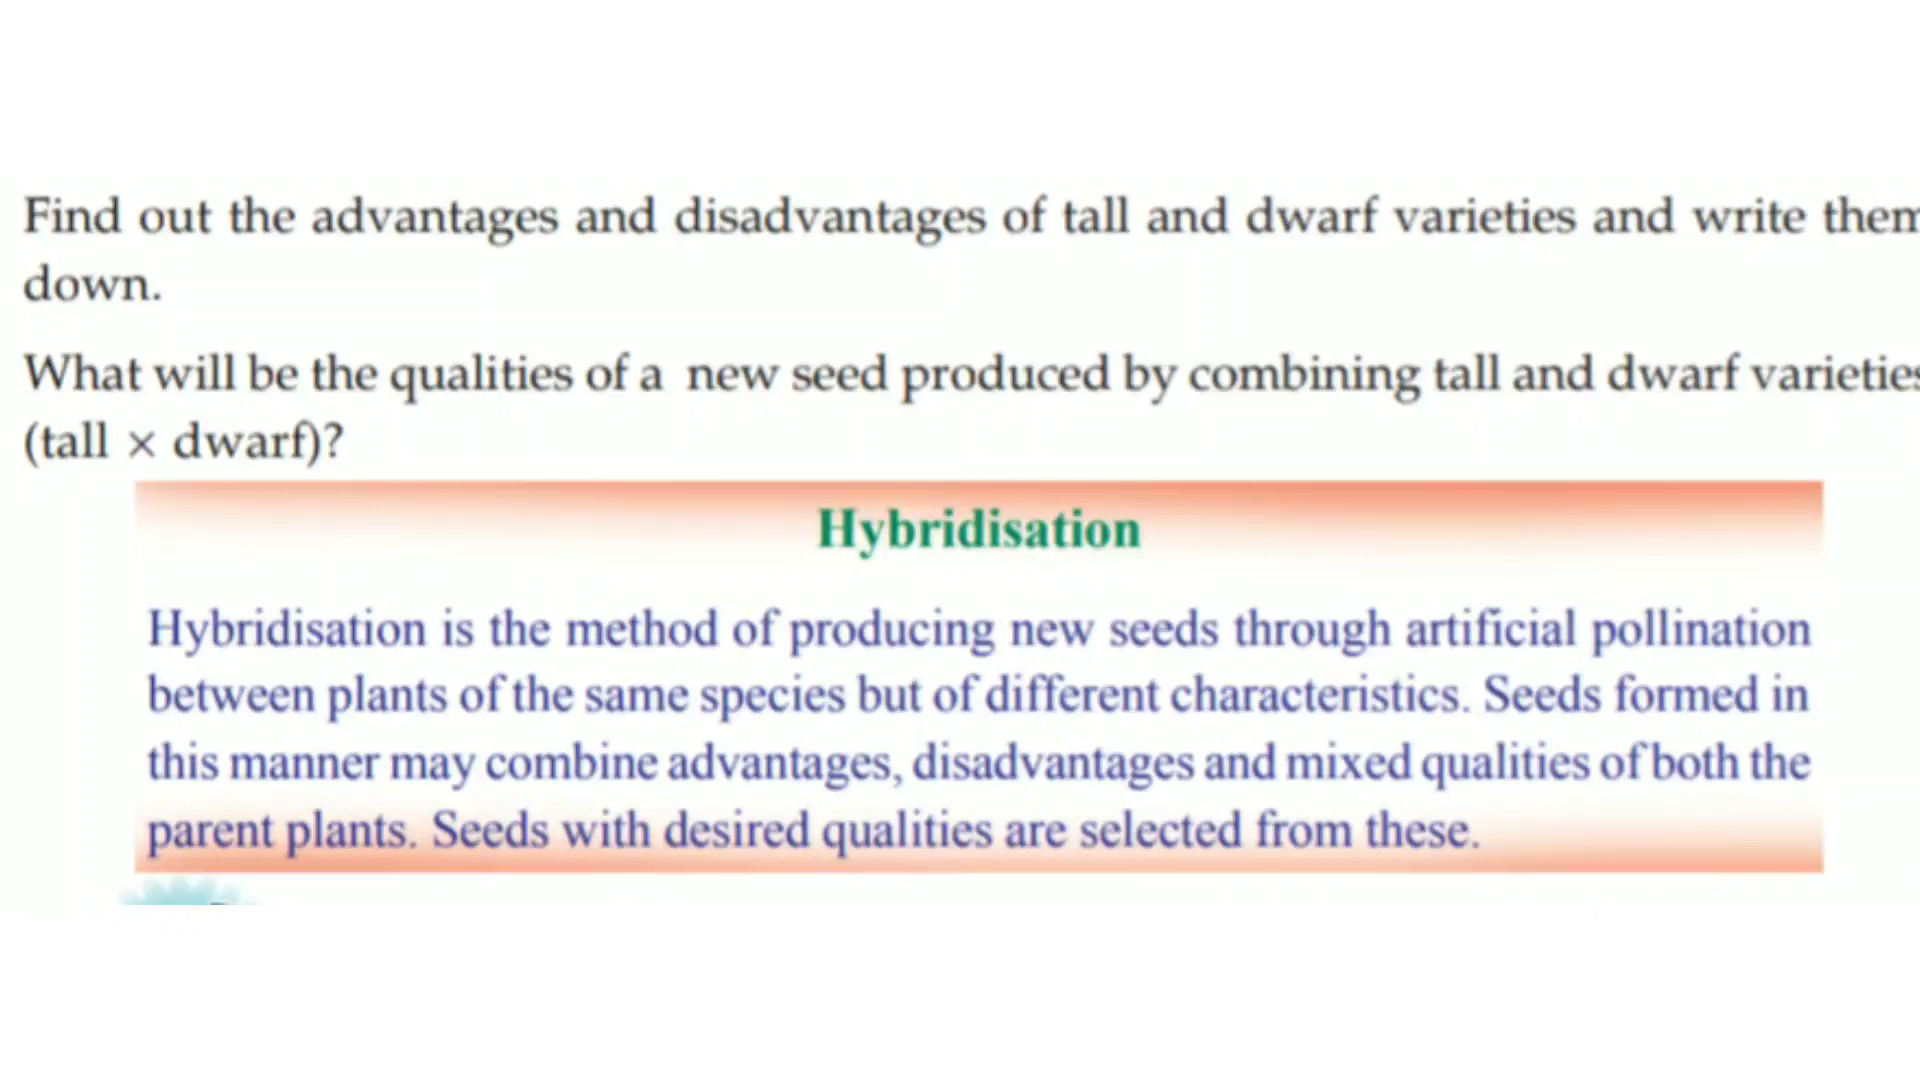 Find out the advantages and disadvantages of tall and dwarf varieties and write them
down.
What will be the qualities of a new seed produced by combining tall and dwarf varieties
(tall × dwarf)?
Hybridisation
Hybridisation is the method of producing new seeds through artificial pollination
between plants of the same species but of different characteristics. Seeds formed in
this manner may combine advantages, disadvantages and mixed qualities of both the
parent plants. Seeds with desired qualities are selected from these.